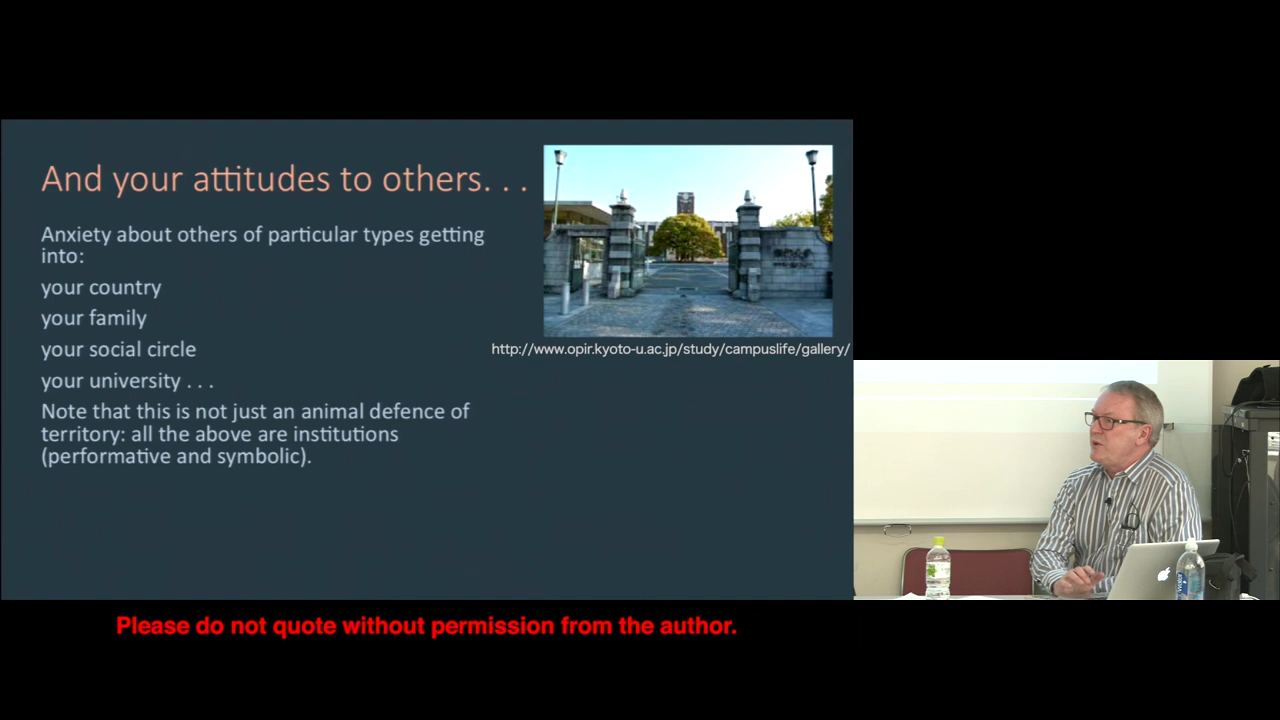 And your attitudes to others. . .
Anxiety about others of particular types getting
into:
your country
your family
your social circle
your university . . .
Note that this is not just an animal defence of
territory: all the above are institutions
(performative and symbolic).
http://www.opir.kyoto-u.ac.jp/study/campuslife/gallery/
Please do not quote without permission from the author.